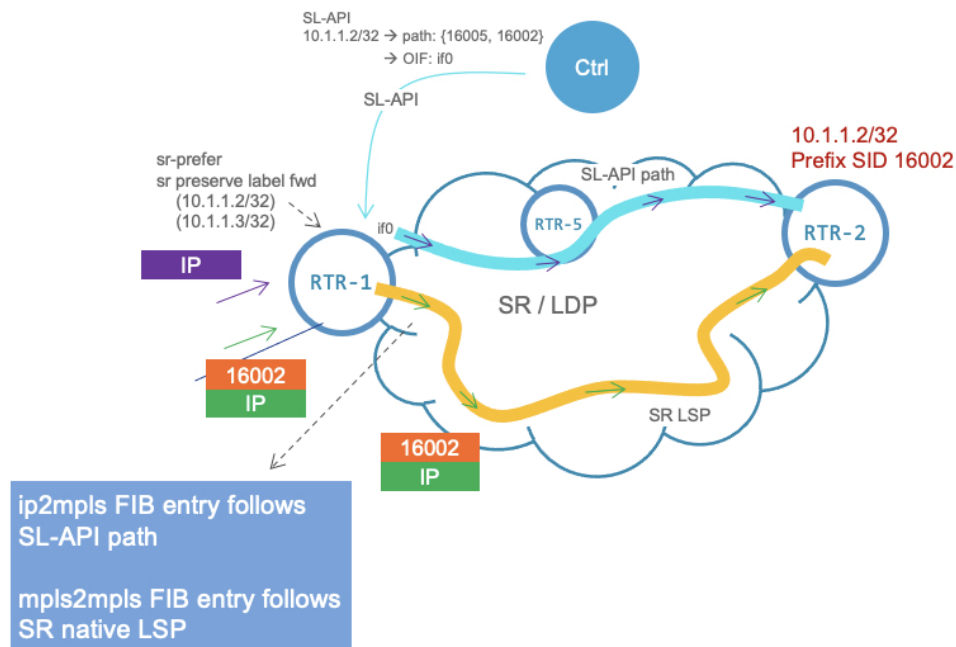 SL-API
10.1.1.2/32 → path: {16005, 16002}
→ OIF: if0
Ctrl
SL-API
10.1.1.2/32
Prefix SID 16002
sr-prefer
sr preserve label fwd
(10.1.1.2/32)
(10.1.1.3/32)
SL-API path
if0
RTR-5
RTR-2
IP
RTR-1
SR / LDP
16002
IP
SR LSP
16002
IP
ip2mpls FIB entry follows
SL-API path
mpls2mpls FIB entry follows
SR native LSP